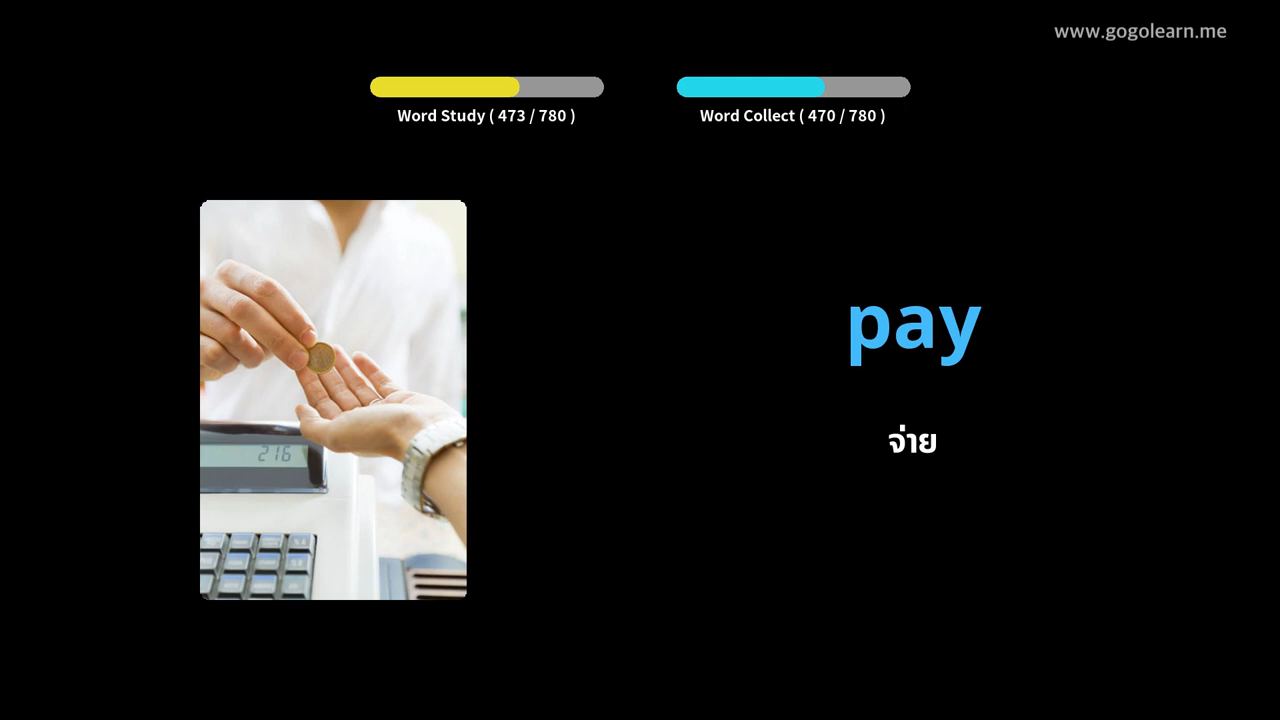 www.gogolearn.me
Word Study ( 473 / 780 )
Word Collect ( 470 / 780 )
pay
จ่าย
216